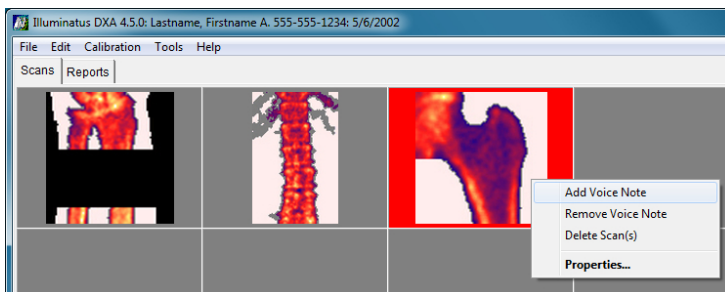 Illuminatus DXA 4.5.0: Lastname, Firstname A. 555-555-1234: 5/6/2002
File Edit Calibration Tools Help
Scans Reports
Add Voice Note
Remove Voice Note
Delete Scan(s)
Properties...